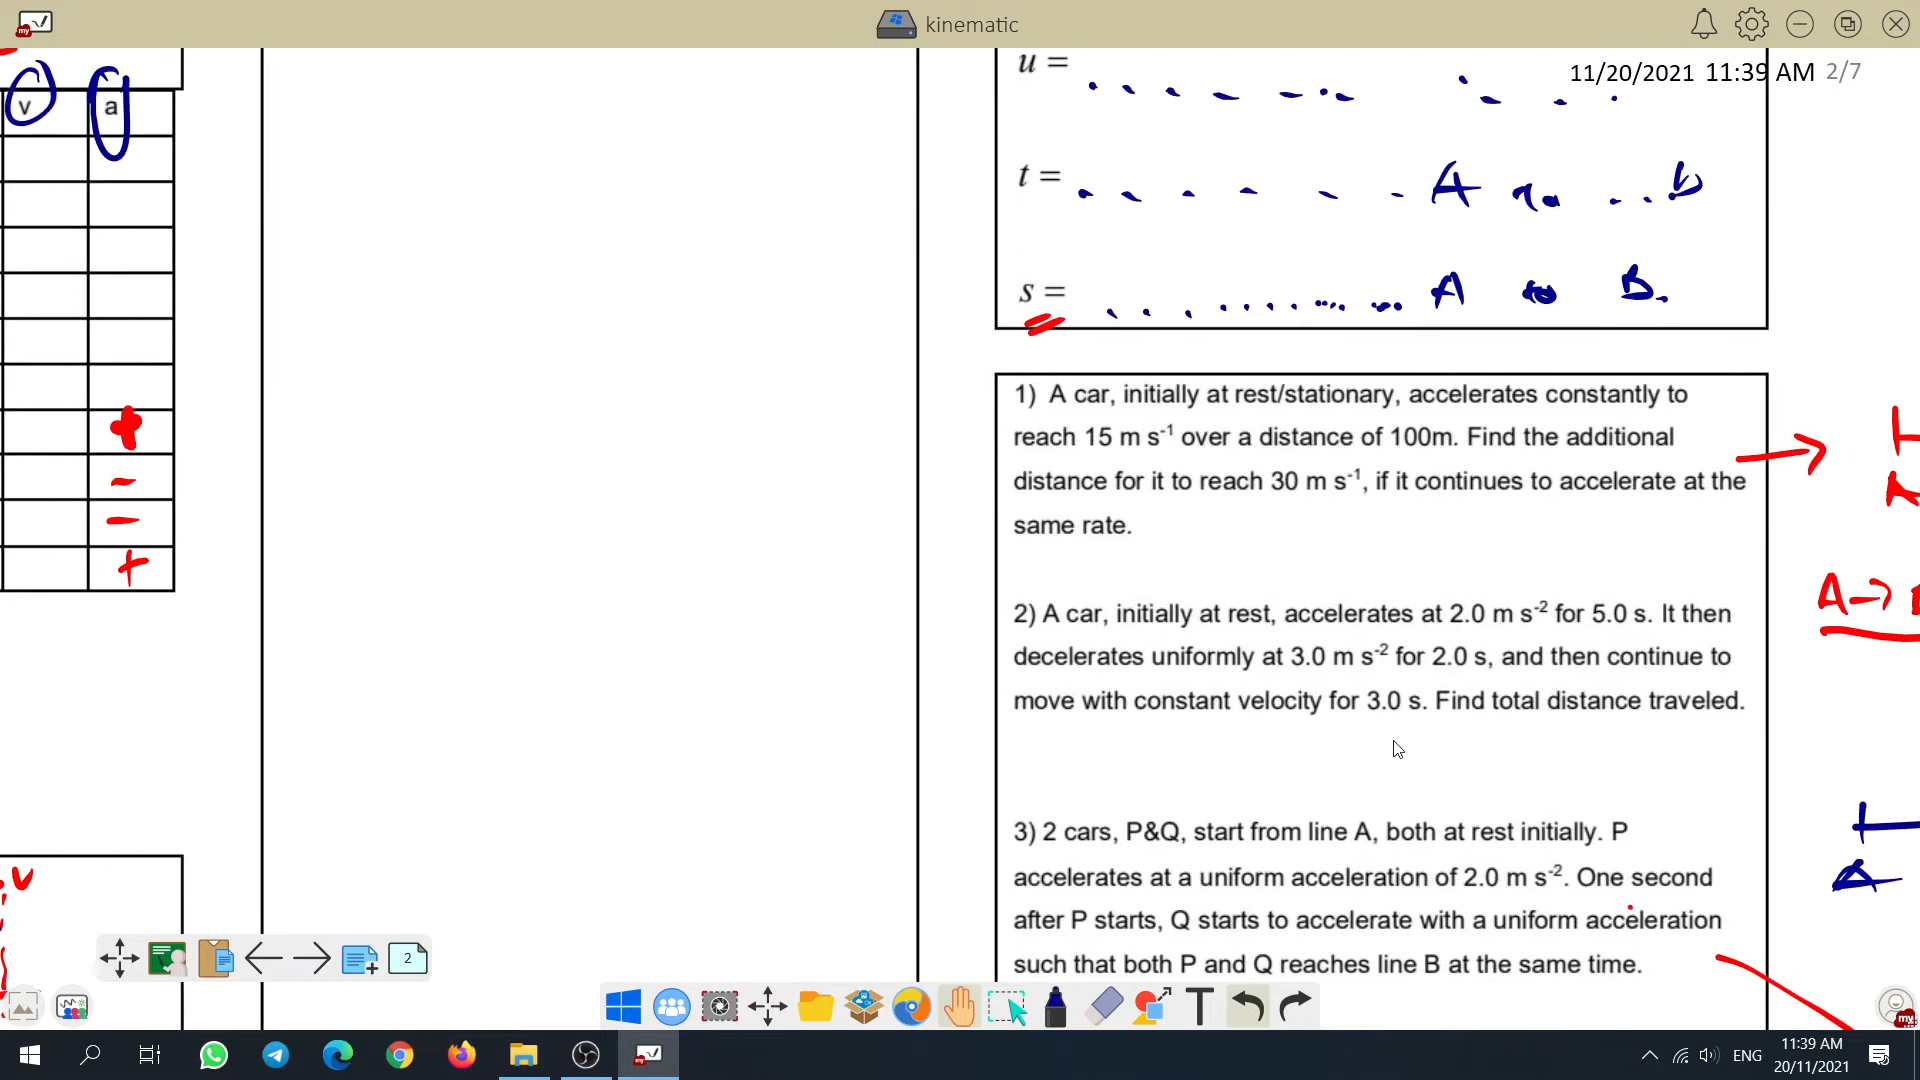 my
kinematic
11/20/2021 11:39 AM 2/7
v a
+
-
-
+
v
u =
t = A to B
s = A to B.
1) A car, initially at rest/stationary, accelerates constantly to
reach 15 m s⁻¹ over a distance of 100m. Find the additional
distance for it to reach 30 m s⁻¹, if it continues to accelerate at the
same rate.
2) A car, initially at rest, accelerates at 2.0 m s⁻² for 5.0 s. It then
decelerates uniformly at 3.0 m s⁻² for 2.0 s, and then continue to
move with constant velocity for 3.0 s. Find total distance traveled.
3) 2 cars, P&Q, start from line A, both at rest initially. P
accelerates at a uniform acceleration of 2.0 m s⁻². One second
after P starts, Q starts to accelerate with a uniform acceleration
such that both P and Q reaches line B at the same time.
A →
A
2
T
my
ENG
11:39 AM
20/11/2021